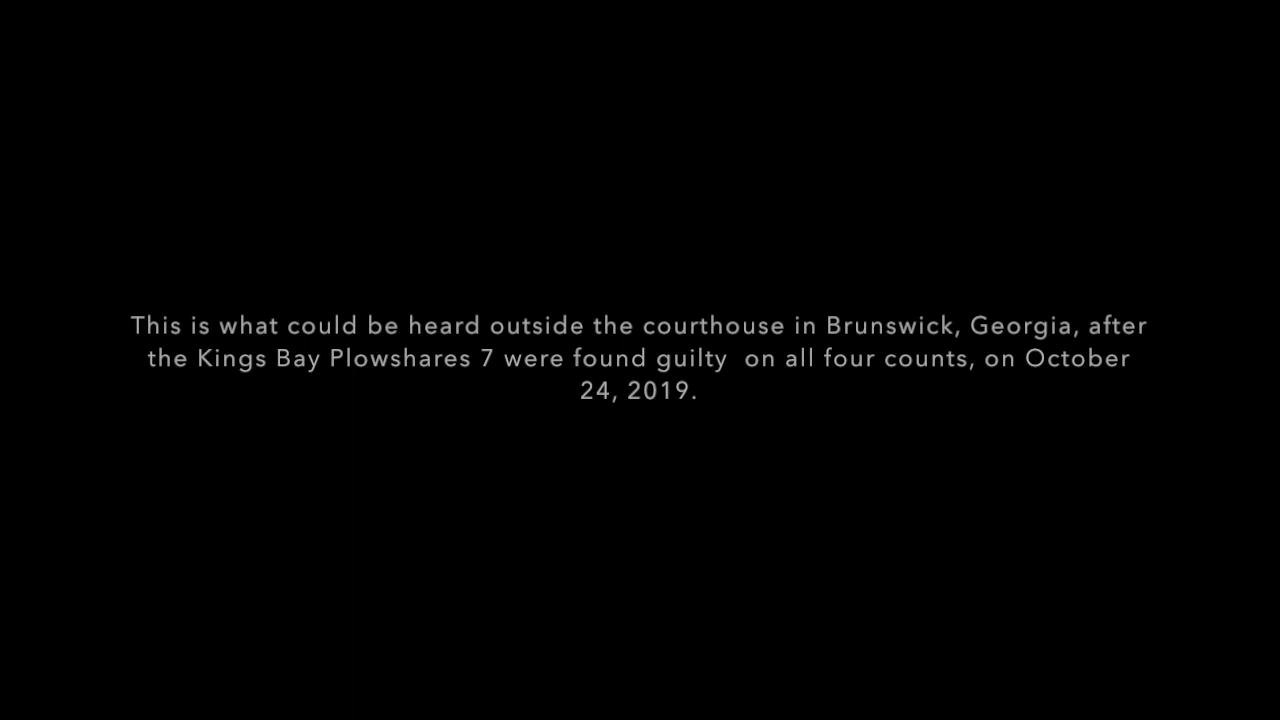 This is what could be heard outside the courthouse in Brunswick, Georgia, after
the Kings Bay Plowshares 7 were found guilty  on all four counts, on October
24, 2019.